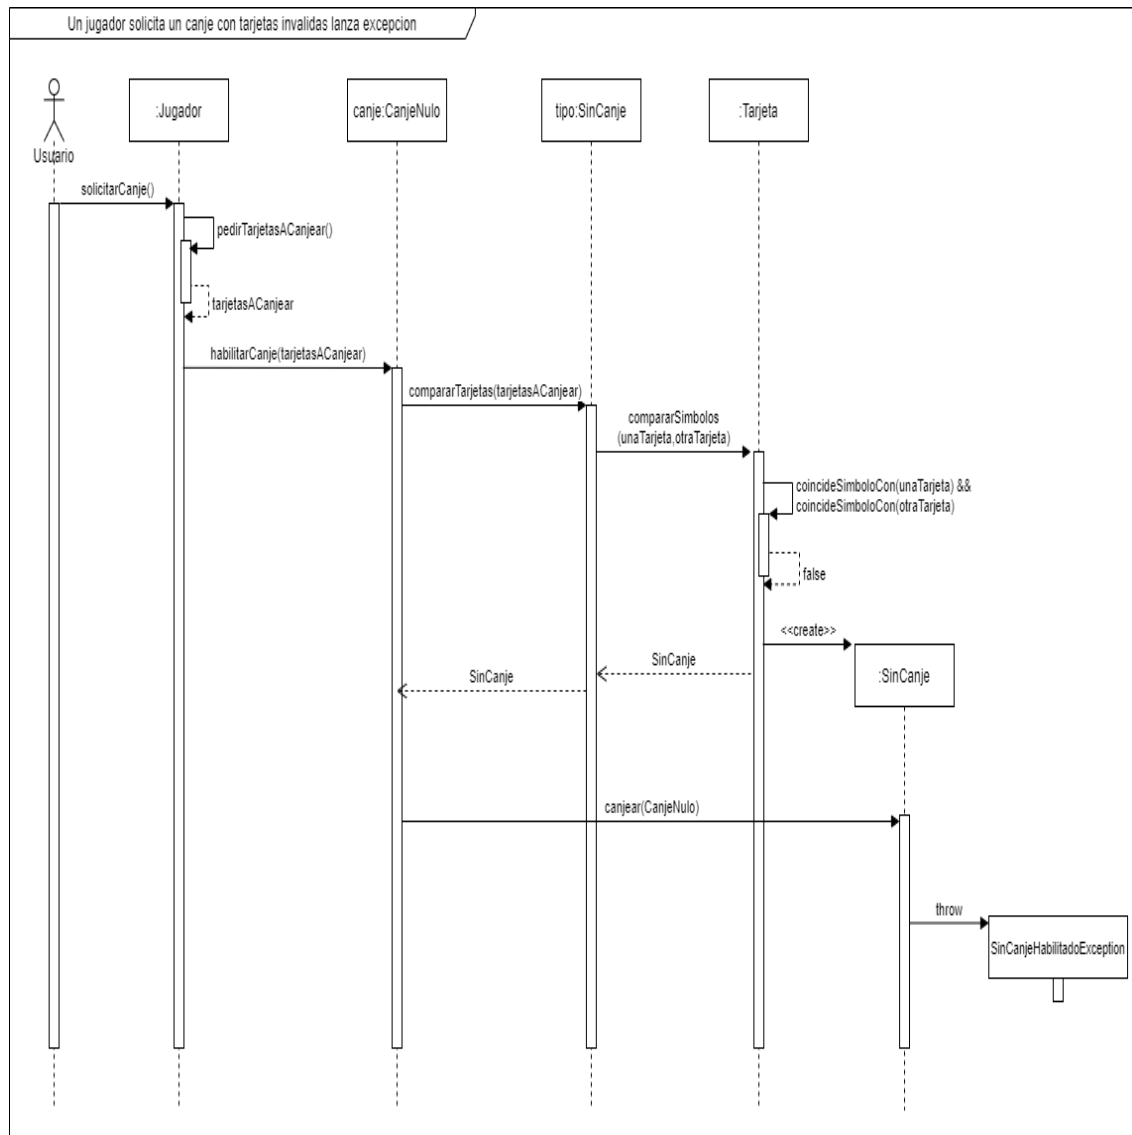 Un jugador solicita un canje con tarjetas invalidas lanza excepcion
:Jugador
canje:CanjeNulo
tipo:SinCanje
:Tarjeta
Usuario
solicitarCanje()
pedirTarjetasACanjear()
tarjetasACanjear
habilitarCanje(tarjetasACanjear)
compararTarjetas(tarjetasACanjear)
compararSimbolos
(unaTarjeta,otraTarjeta)
coincideSimboloCon(unaTarjeta) &&
coincideSimboloCon(otraTarjeta)
false
<<create>>
:SinCanje
SinCanje
SinCanje
canjear(CanjeNulo)
throw
SinCanjeHabilitadoException